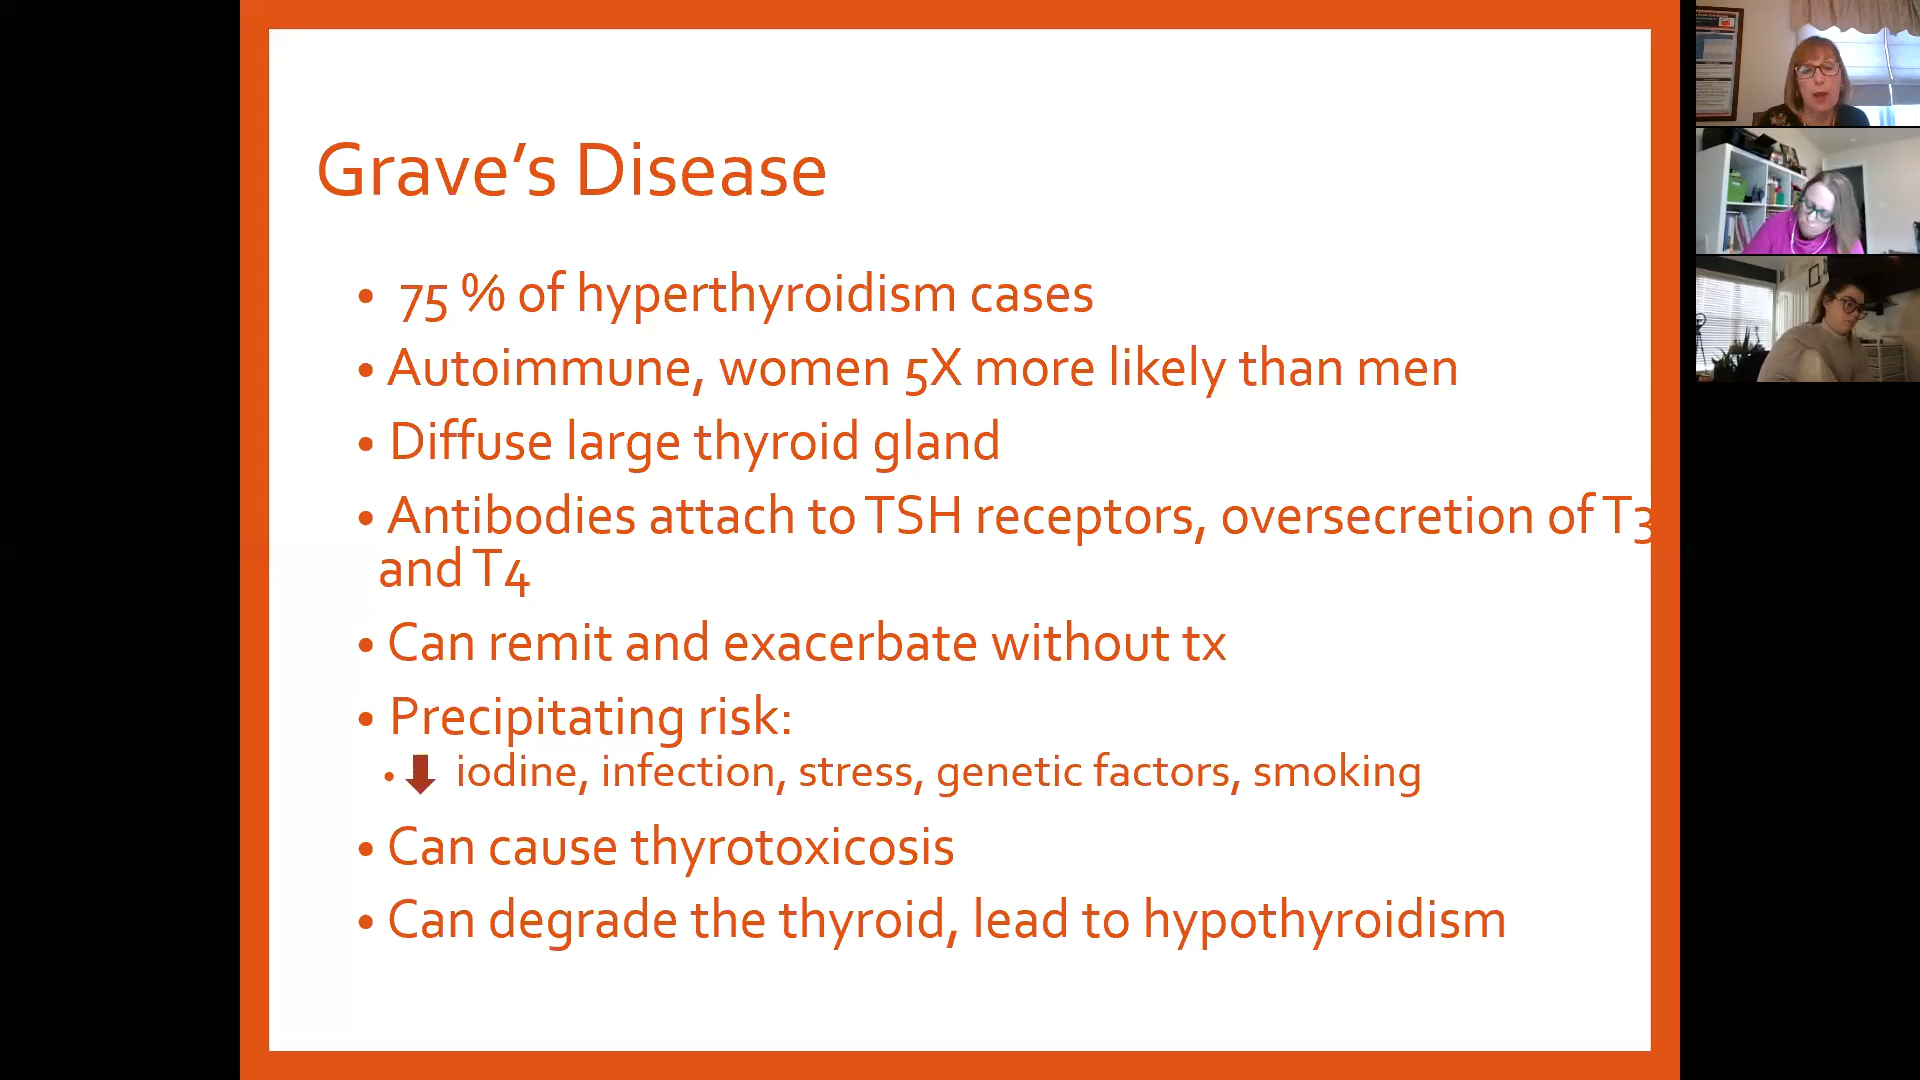 Grave’s Disease
• 75 % of hyperthyroidism cases
• Autoimmune, women 5X more likely than men
• Diffuse large thyroid gland
• Antibodies attach to TSH receptors, oversecretion of T3
and T4
• Can remit and exacerbate without tx
• Precipitating risk:
• ⬇ iodine, infection, stress, genetic factors, smoking
• Can cause thyrotoxicosis
• Can degrade the thyroid, lead to hypothyroidism